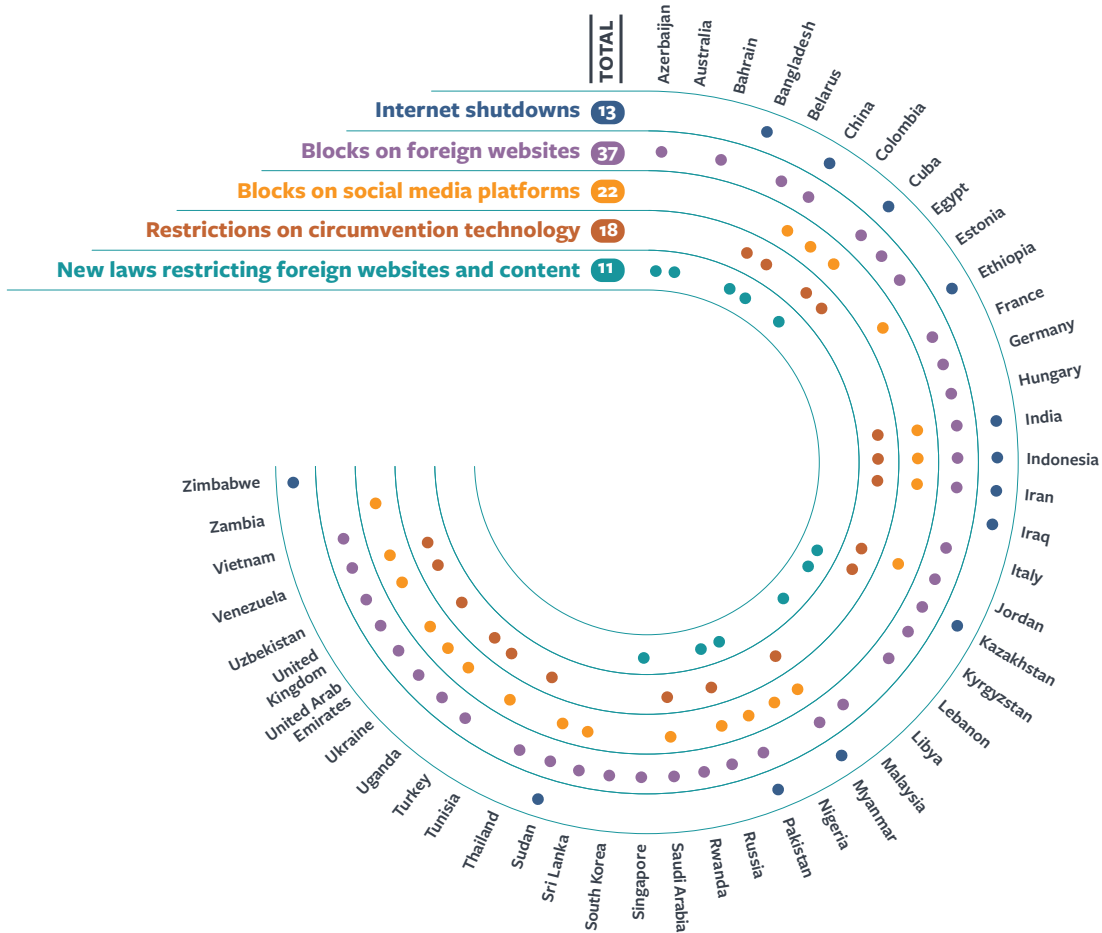 TOTAL
Internet shutdowns 13
Blocks on foreign websites 37
Blocks on social media platforms 22
Restrictions on circumvention technology 18
New laws restricting foreign websites and content 11
Azerbaijan
Australia
Bahrain
Bangladesh
Belarus
China
Colombia
Cuba
Egypt
Estonia
Ethiopia
France
Germany
Hungary
India
Indonesia
Iran
Iraq
Italy
Jordan
Kazakhstan
Kyrgyzstan
Lebanon
Libya
Malaysia
Myanmar
Nigeria
Pakistan
Russia
Rwanda
Saudi Arabia
Singapore
South Korea
Sri Lanka
Sudan
Thailand
Tunisia
Turkey
Uganda
Ukraine
United Arab
Emirates
United
Kingdom
Uzbekistan
Venezuela
Vietnam
Zambia
Zimbabwe